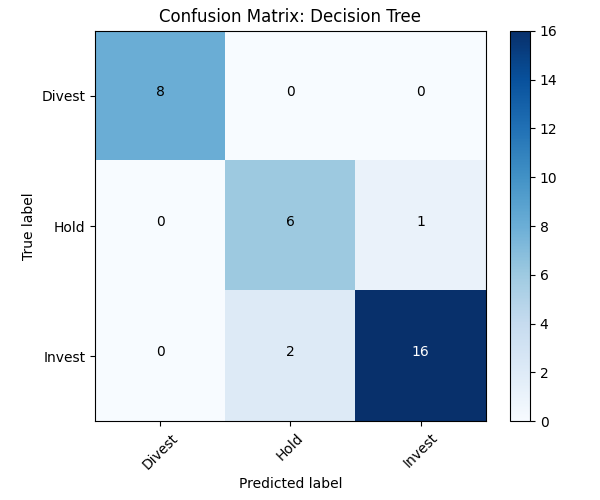 Confusion Matrix: Decision Tree
True label
Divest 8 0 0
Hold 0 6 1
Invest 0 2 16
Divest Hold Invest
Predicted label
16
14
12
10
8
6
4
2
0